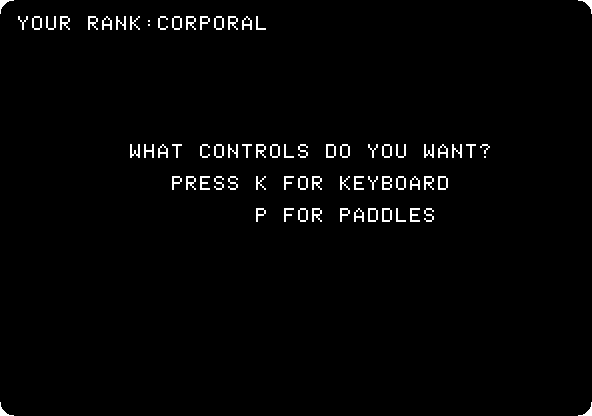 YOUR RANK:CORPORAL
WHAT CONTROLS DO YOU WANT?
PRESS K FOR KEYBOARD
P FOR PADDLES